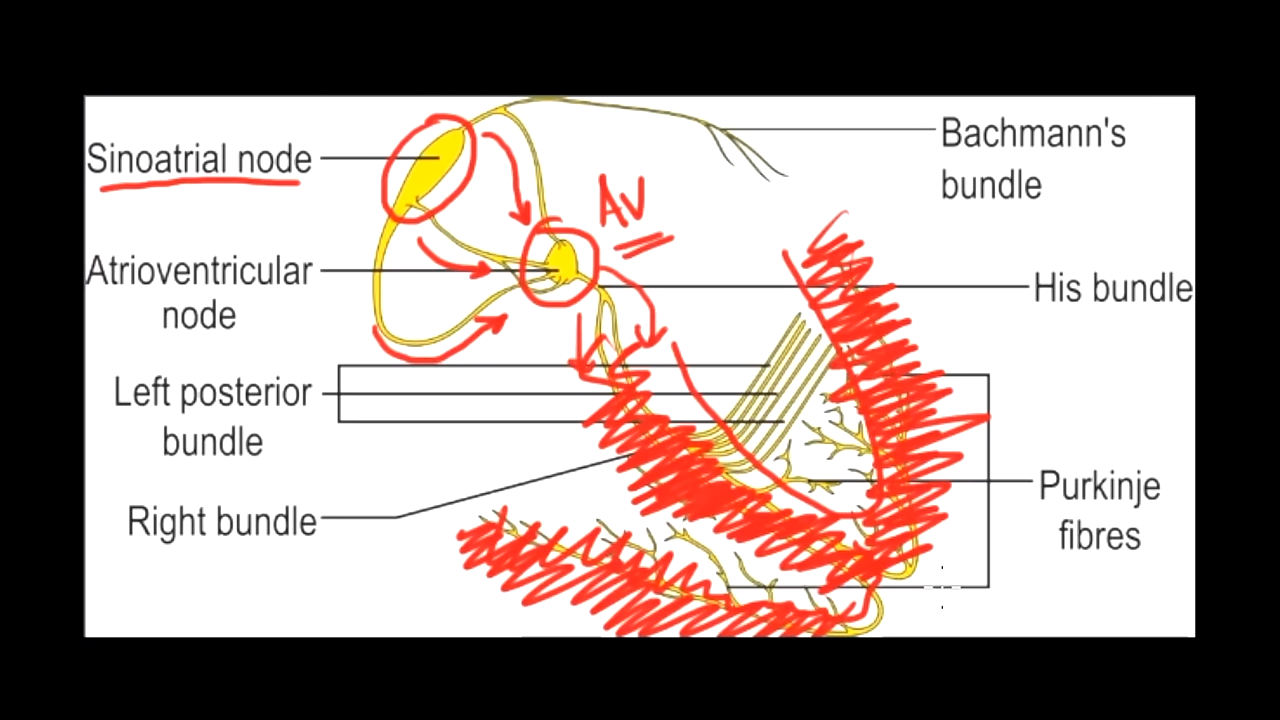 Sinoatrial node
Bachmann's
bundle
AV
Atrioventricular
node
His bundle
Left posterior
bundle
Purkinje
fibres
Right bundle